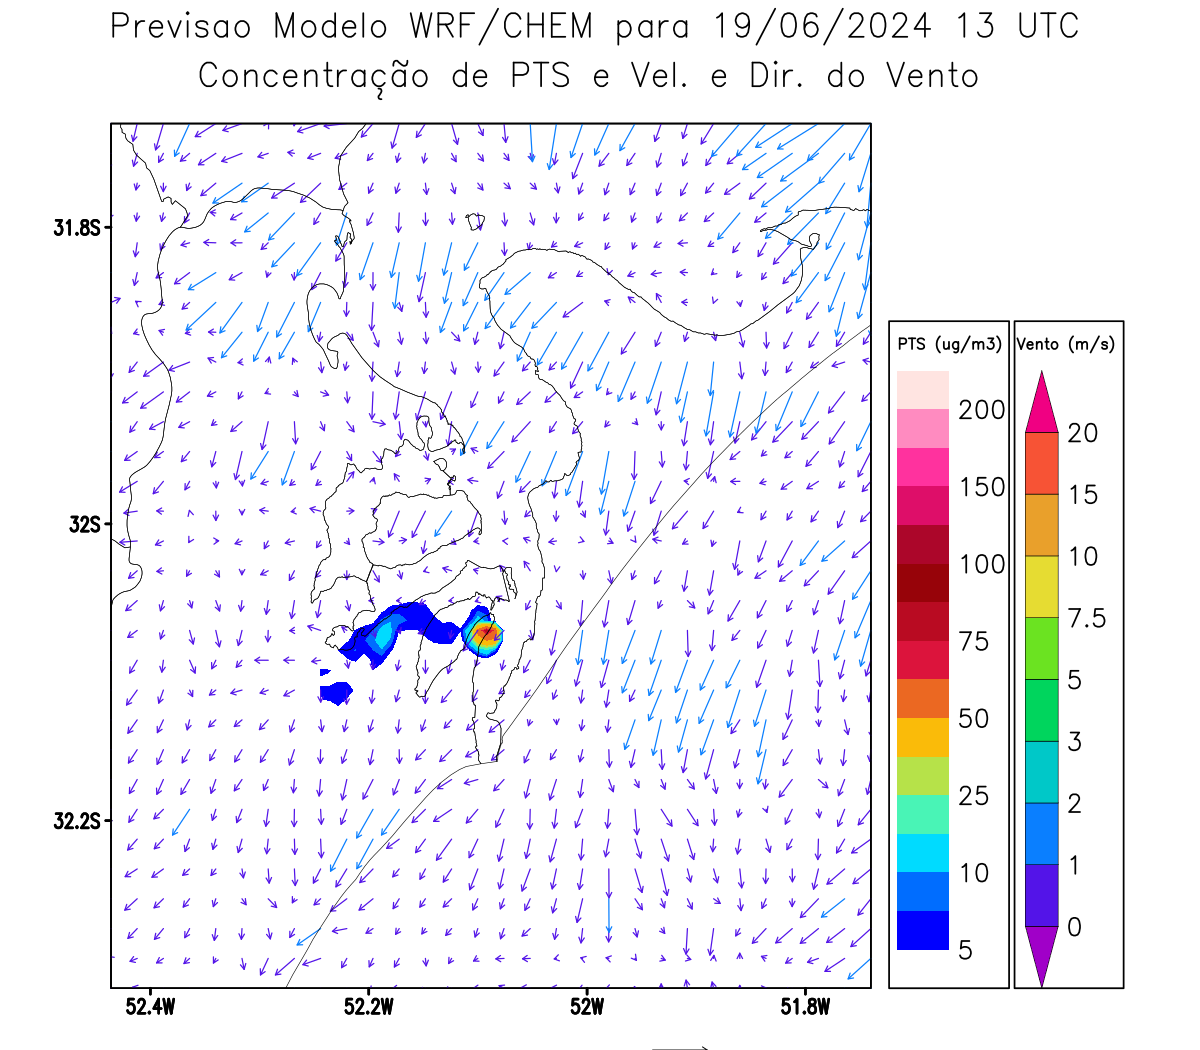 Previsao Modelo WRF/CHEM para 19/06/2024 13 UTC
Concentração de PTS e Vel. e Dir. do Vento
31.8S
32S
32.2S
52.4W
52.2W
52W
51.8W
PTS (ug/m3)
200
150
100
75
50
25
10
5
Vento (m/s)
20
15
10
7.5
5
3
2
1
0